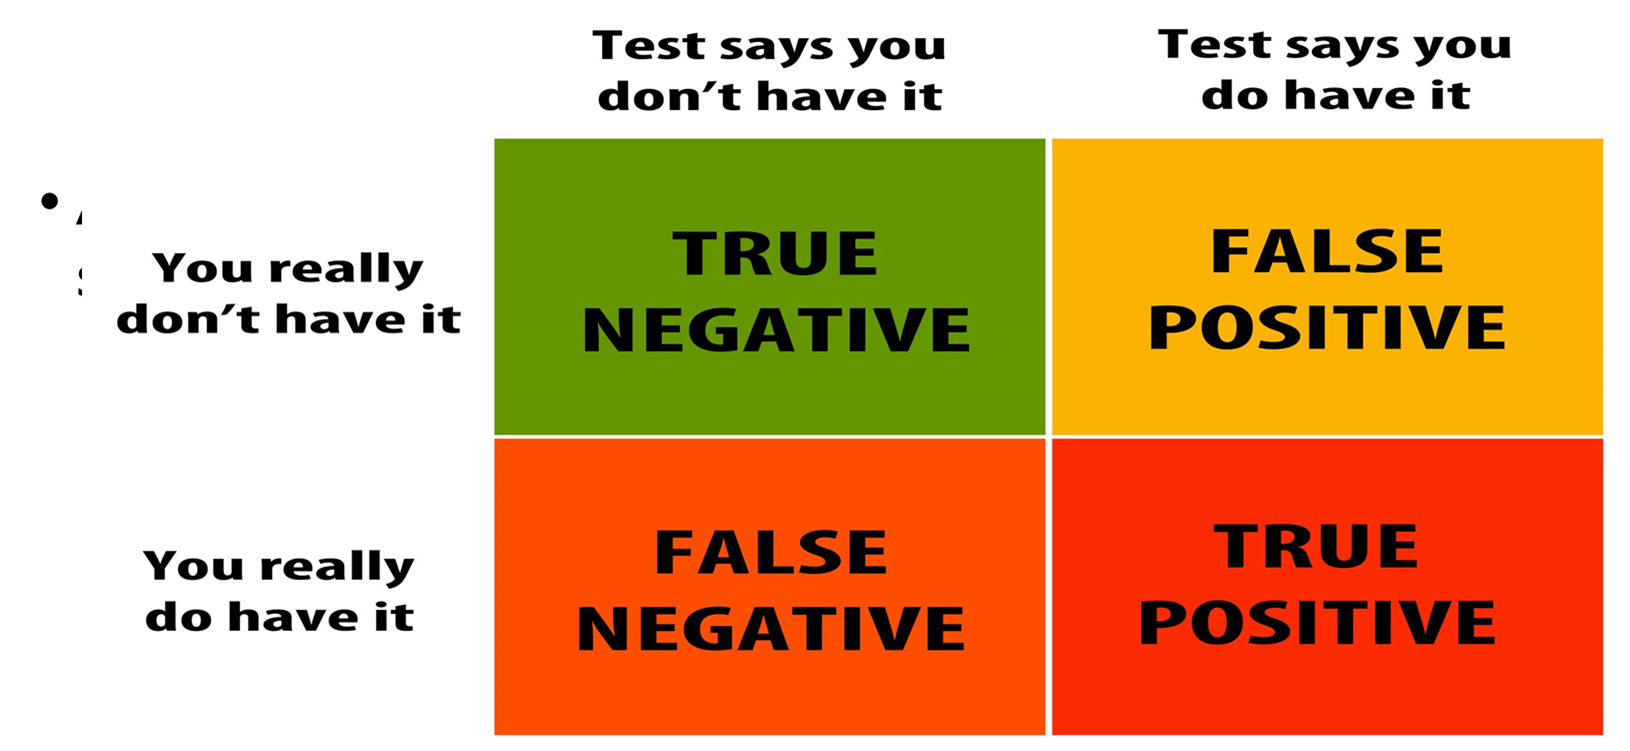 Test says you
don’t have it
Test says you
do have it
•
You really
don’t have it
TRUE
NEGATIVE
FALSE
POSITIVE
You really
do have it
FALSE
NEGATIVE
TRUE
POSITIVE